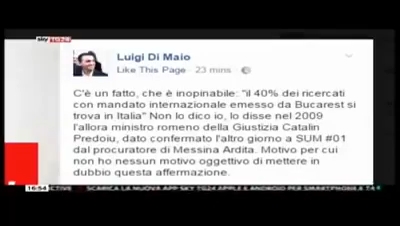 sky TG24
Luigi Di Maio
Like This Page · 23 mins
C'è un fatto, che è inopinabile: "il 40% dei ricercati
con mandato internazionale emesso da Bucarest si
trova in Italia" Non lo dico io, lo disse nel 2009
l'allora ministro romeno della Giustizia Catalin
Predoiu, dato confermato l'altro giorno a SUM #01
dal procuratore di Messina Ardita. Motivo per cui
non ho nessun motivo oggettivo di mettere in
dubbio questa affermazione.
16:54 SCARICA LA NUOVA APP SKY TG24 APPLE E ANDROID PER SMARTPHONE